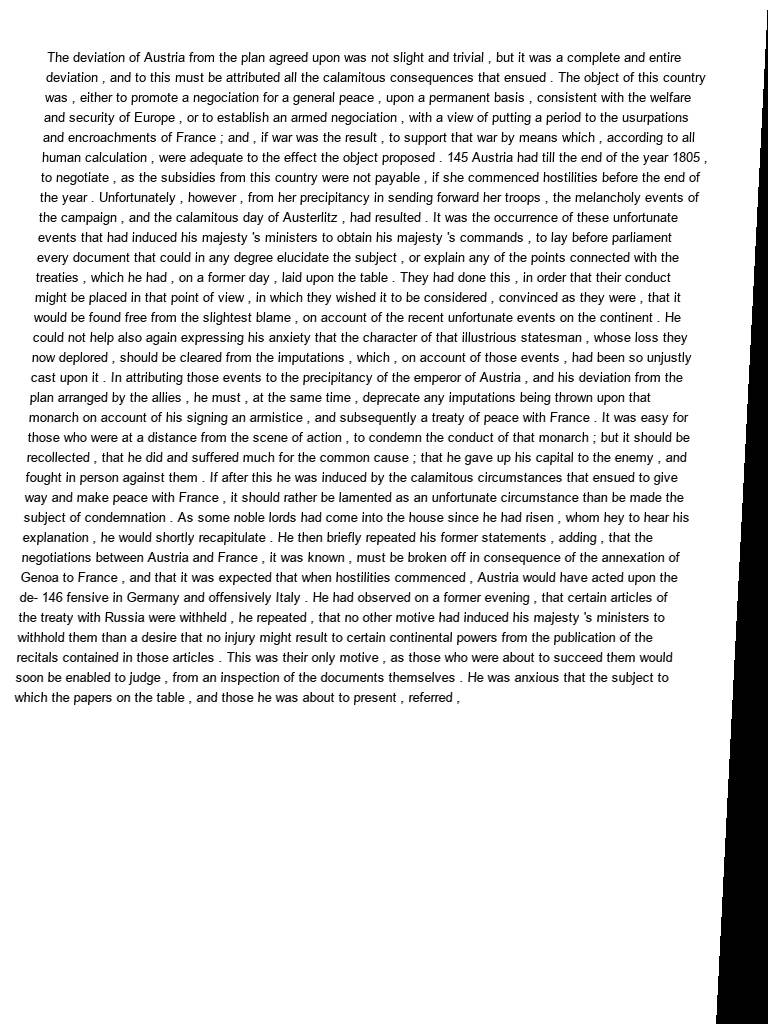 The deviation of Austria from the plan agreed upon was not slight and trivial , but it was a complete and entire
deviation , and to this must be attributed all the calamitous consequences that ensued . The object of this country
was , either to promote a negociation for a general peace , upon a permanent basis , consistent with the welfare
and security of Europe , or to establish an armed negociation , with a view of putting a period to the usurpations
and encroachments of France ; and , if war was the result , to support that war by means which , according to all
human calculation , were adequate to the effect the object proposed . 145 Austria had till the end of the year 1805 ,
to negotiate , as the subsidies from this country were not payable , if she commenced hostilities before the end of
the year . Unfortunately , however , from her precipitancy in sending forward her troops , the melancholy events of
the campaign , and the calamitous day of Austerlitz , had resulted . It was the occurrence of these unfortunate
events that had induced his majesty 's ministers to obtain his majesty 's commands , to lay before parliament
every document that could in any degree elucidate the subject , or explain any of the points connected with the
treaties , which he had , on a former day , laid upon the table . They had done this , in order that their conduct
might be placed in that point of view , in which they wished it to be considered , convinced as they were , that it
would be found free from the slightest blame , on account of the recent unfortunate events on the continent . He
could not help also again expressing his anxiety that the character of that illustrious statesman , whose loss they
now deplored , should be cleared from the imputations , which , on account of those events , had been so unjustly
cast upon it . In attributing those events to the precipitancy of the emperor of Austria , and his deviation from the
plan arranged by the allies , he must , at the same time , deprecate any imputations being thrown upon that
monarch on account of his signing an armistice , and subsequently a treaty of peace with France . It was easy for
those who were at a distance from the scene of action , to condemn the conduct of that monarch ; but it should be
recollected , that he did and suffered much for the common cause ; that he gave up his capital to the enemy , and
fought in person against them . If after this he was induced by the calamitous circumstances that ensued to give
way and make peace with France , it should rather be lamented as an unfortunate circumstance than be made the
subject of condemnation . As some noble lords had come into the house since he had risen , whom hey to hear his
explanation , he would shortly recapitulate . He then briefly repeated his former statements , adding , that the
negotiations between Austria and France , it was known , must be broken off in consequence of the annexation of
Genoa to France , and that it was expected that when hostilities commenced , Austria would have acted upon the
de- 146 fensive in Germany and offensively Italy . He had observed on a former evening , that certain articles of
the treaty with Russia were withheld , he repeated , that no other motive had induced his majesty 's ministers to
withhold them than a desire that no injury might result to certain continental powers from the publication of the
recitals contained in those articles . This was their only motive , as those who were about to succeed them would
soon be enabled to judge , from an inspection of the documents themselves . He was anxious that the subject to
which the papers on the table , and those he was about to present , referred ,